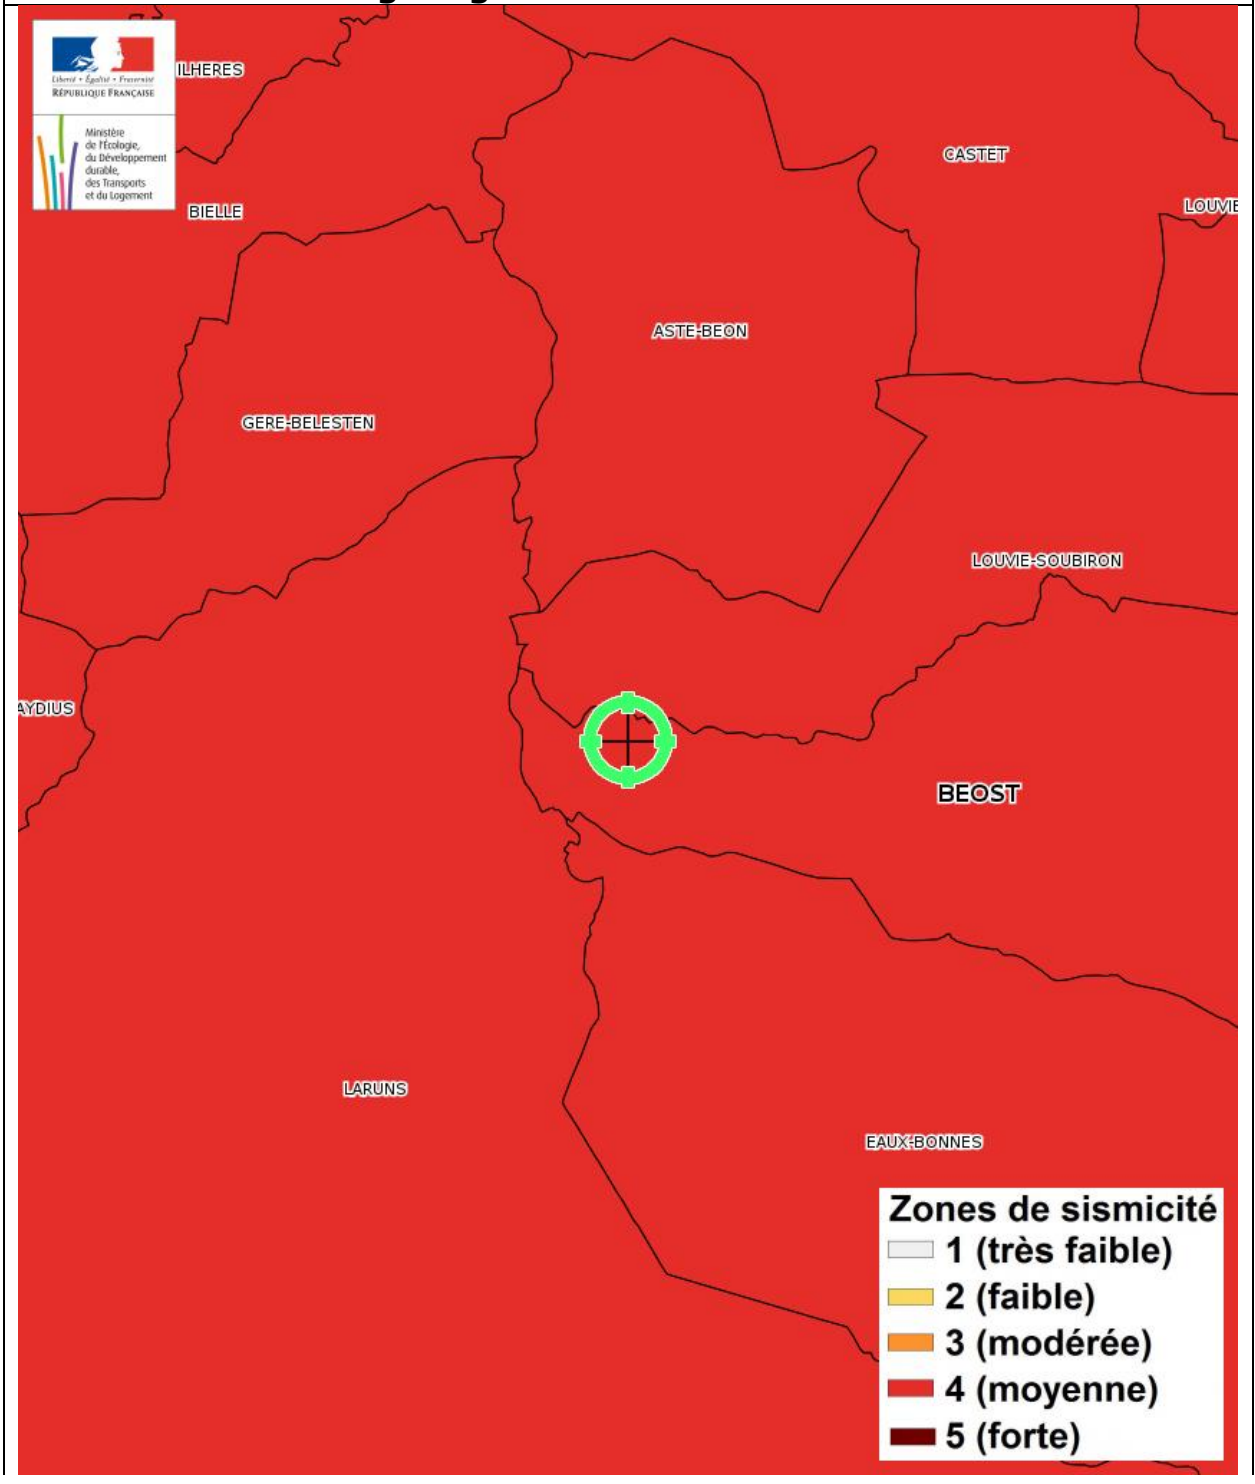 Liberté • Égalité • Fraternité
RÉPUBLIQUE FRANÇAISE
Ministère
de l'Écologie,
du Développement
durable,
des Transports
et du Logement
ILHERES
BIELLE
CASTET
LOUVIE
ASTE-BEON
GERE-BELESTEN
LOUVIE-SOUBIRON
AYDIUS
BEOST
LARUNS
EAUX-BONNES
Zones de sismicité
1 (très faible)
2 (faible)
3 (modérée)
4 (moyenne)
5 (forte)